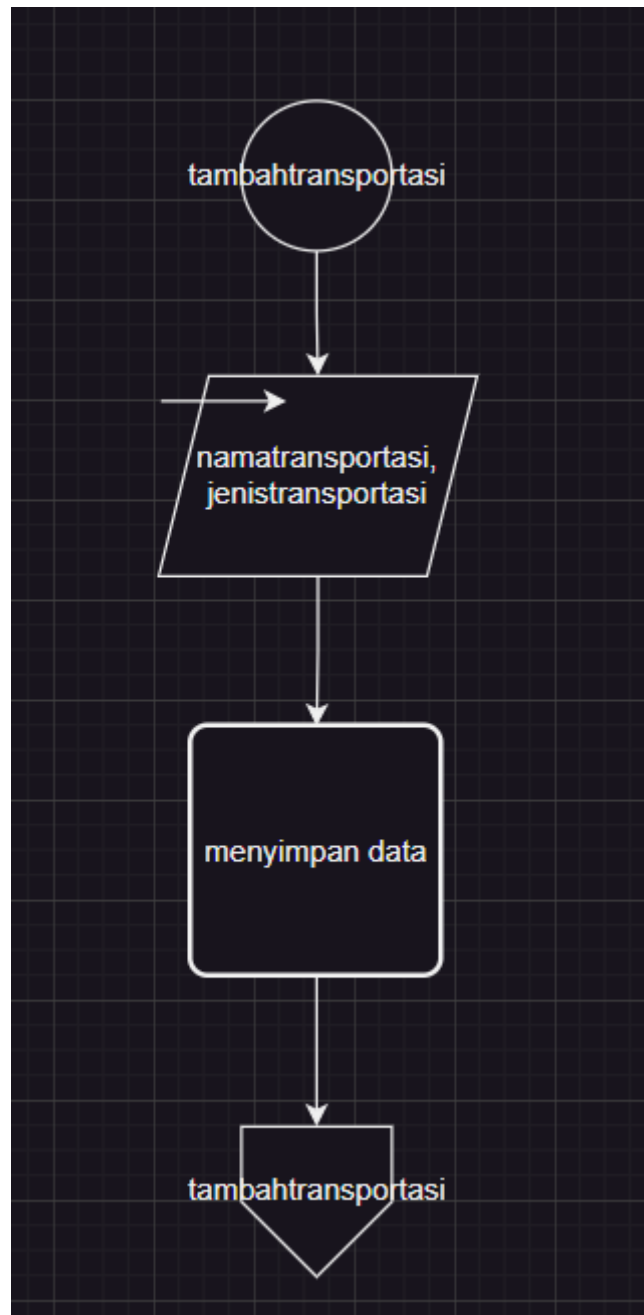 tambahtransportasi
namatransportasi,
jenistransportasi
menyimpan data
tambahtransportasi